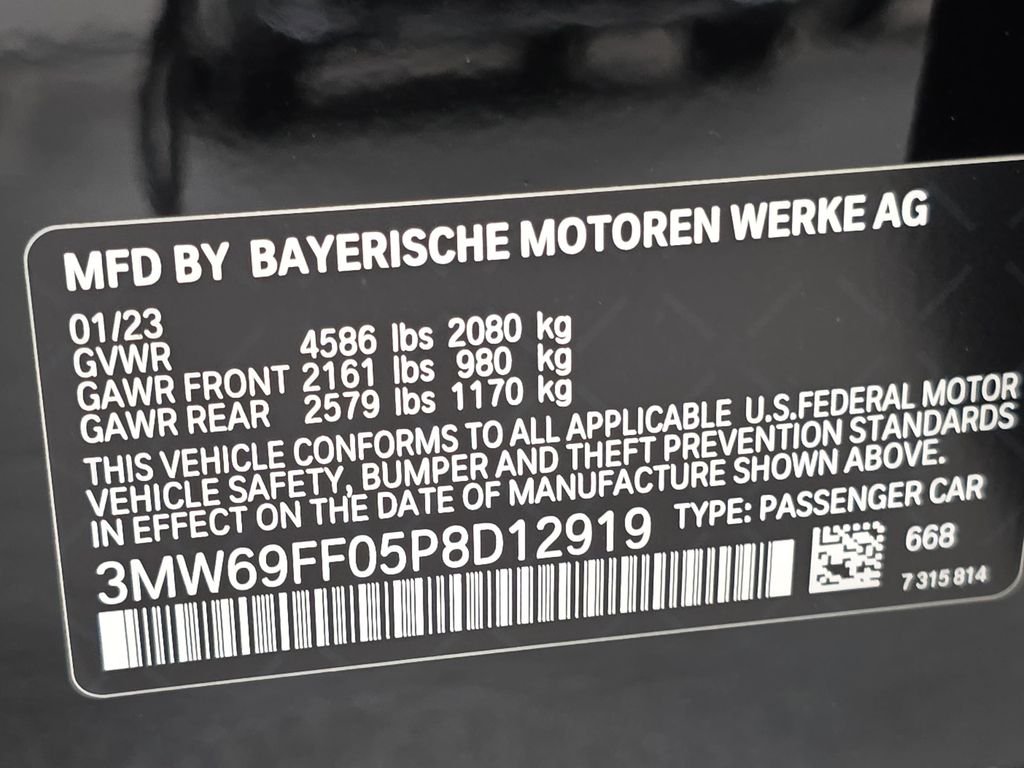 MFD BY BAYERISCHE MOTOREN WERKE AG
01/23
GVWR 4586 lbs 2080 kg
GAWR FRONT 2161 lbs 980 kg
GAWR REAR 2579 lbs 1170 kg
THIS VEHICLE CONFORMS TO ALL APPLICABLE U.S.FEDERAL MOTOR
VEHICLE SAFETY, BUMPER AND THEFT PREVENTION STANDARDS
IN EFFECT ON THE DATE OF MANUFACTURE SHOWN ABOVE.
3MW69FF05P8D12919 TYPE: PASSENGER CAR
668
7 315 814